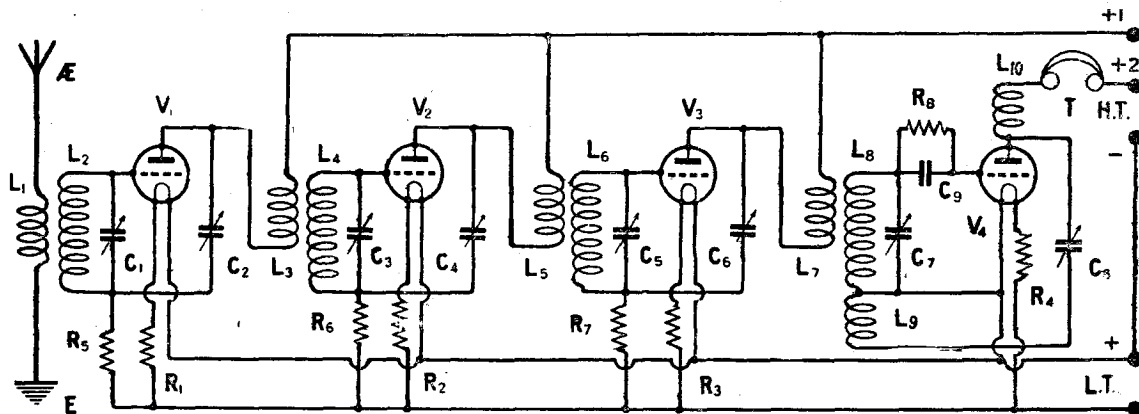 +1
Æ
L10
+2
V1
V2
V3
R8
T
H.T.
L2
L4
L6
L8
−
L1
C9
V4
C1
C2
L3
C3
C4
L5
C5
C6
L7
C7
R4
C8
R5
R6
R7
L9
+
R1
R2
R3
L.T.
E
−